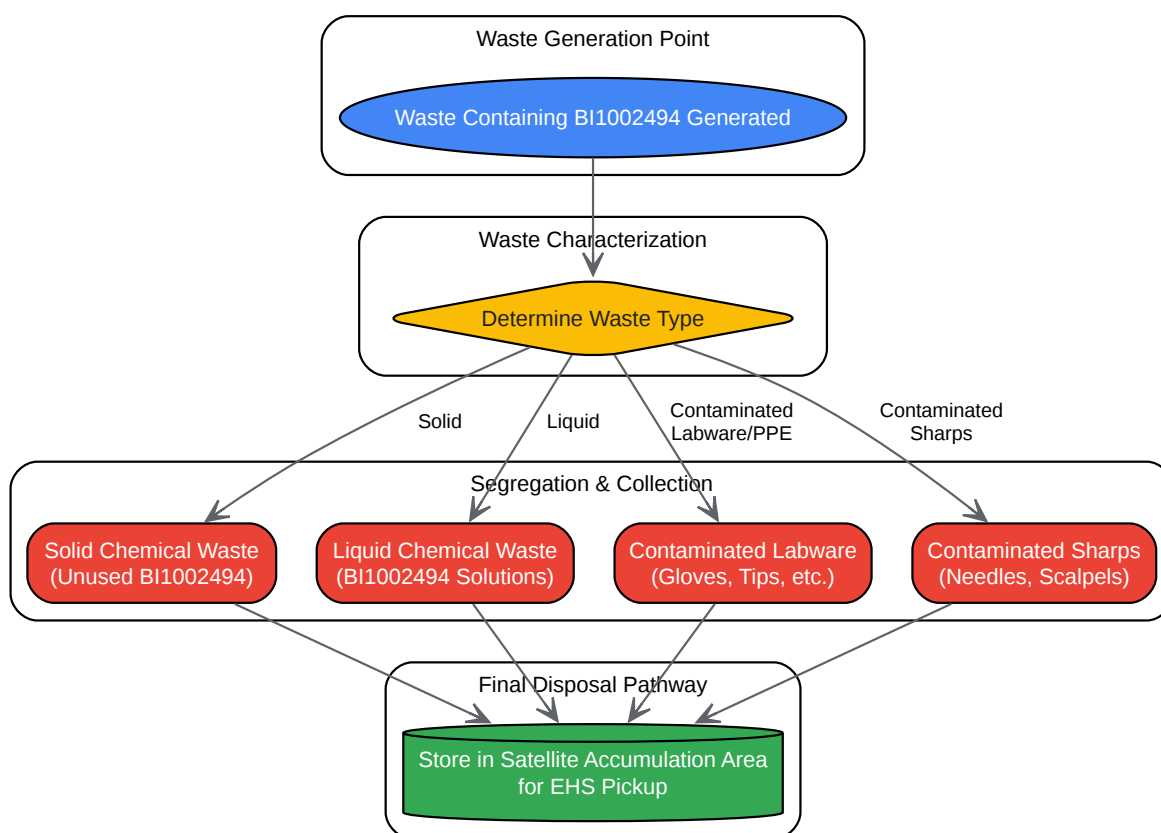 Waste Generation Point
Waste Containing BI1002494 Generated
Waste Characterization
Determine Waste Type
Solid
Liquid
Contaminated
Labware/PPE
Contaminated
Sharps
Segregation & Collection
Solid Chemical Waste
(Unused BI1002494)
Liquid Chemical Waste
(BI1002494 Solutions)
Contaminated Labware
(Gloves, Tips, etc.)
Contaminated Sharps
(Needles, Scalpels)
Final Disposal Pathway
Store in Satellite Accumulation Area
for EHS Pickup